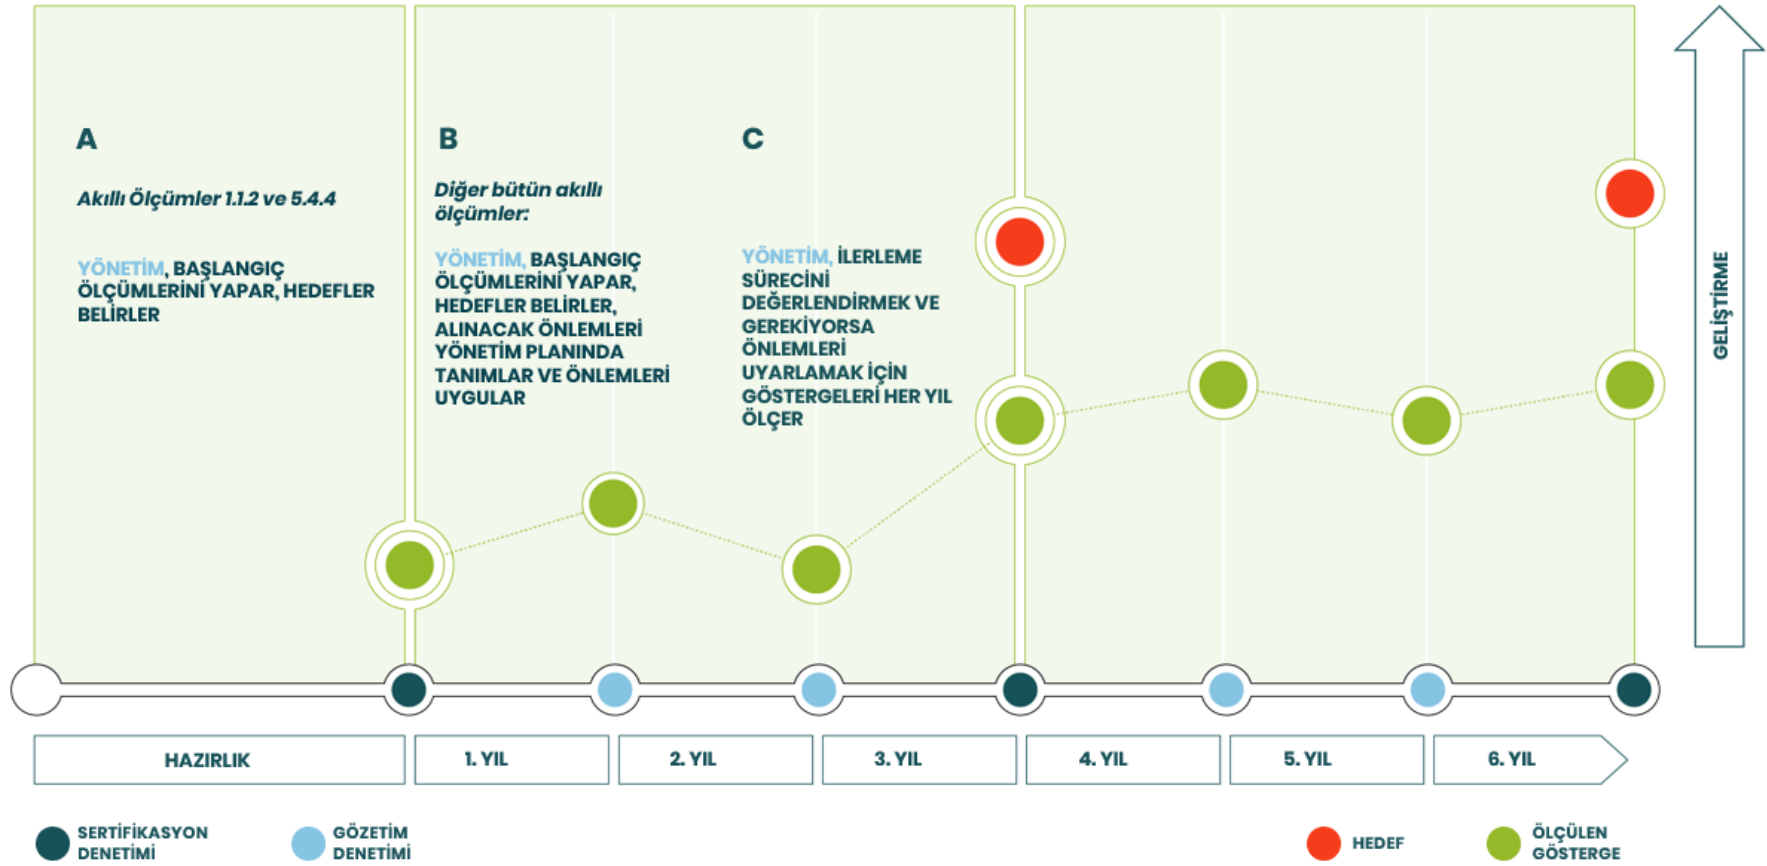 A
Akıllı Ölçümler 1.1.2 ve 5.4.4
YÖNETİM, BAŞLANGIÇ
ÖLÇÜMLERİNİ YAPAR, HEDEFLER
BELİRLER
B
Diğer bütün akıllı
ölçümler:
YÖNETİM, BAŞLANGIÇ
ÖLÇÜMLERİNİ YAPAR,
HEDEFLER BELİRLER,
ALINACAK ÖNLEMLERİ
YÖNETİM PLANINDA
TANIMLAR VE ÖNLEMLERİ
UYGULAR
C
YÖNETİM, İLERLEME
SÜRECİNİ
DEĞERLENDİRMEK VE
GEREKİYORSA
ÖNLEMLERİ
UYARLAMAK İÇİN
GÖSTERGELERİ HER YIL
ÖLÇER
GELİŞTİRME
HAZIRLIK
1. YIL
2. YIL
3. YIL
4. YIL
5. YIL
6. YIL
SERTİFİKASYON
DENETİMİ
GÖZETİM
DENETİMİ
HEDEF
ÖLÇÜLEN
GÖSTERGE